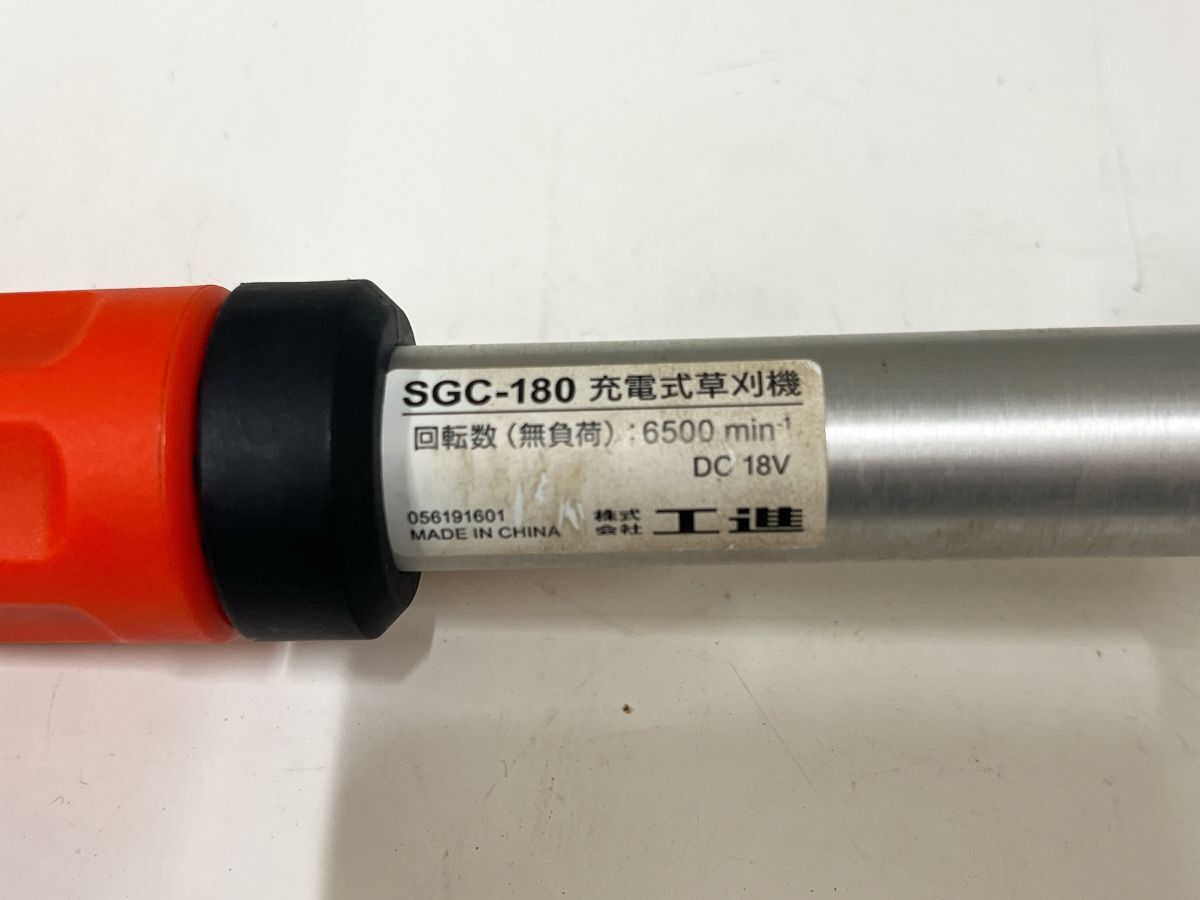 SGC-180 充電式草刈機
回転数（無負荷）：6500 min-1
DC 18V
056191601
MADE IN CHINA
株式会社 工進